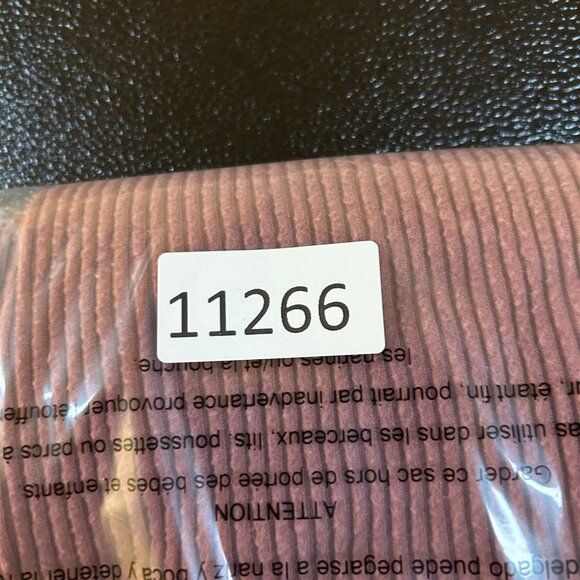 11266
delgado puede pegarse a la nariz y boca y detener la
ATTENTION
Garder ce sac hors de portée des bébés et enfants.
as utiliser dans les berceaux, lits, poussettes ou parcs à
r, étant fin, pourrait par inadvertance provoquer
les narines ou/et la bouche.